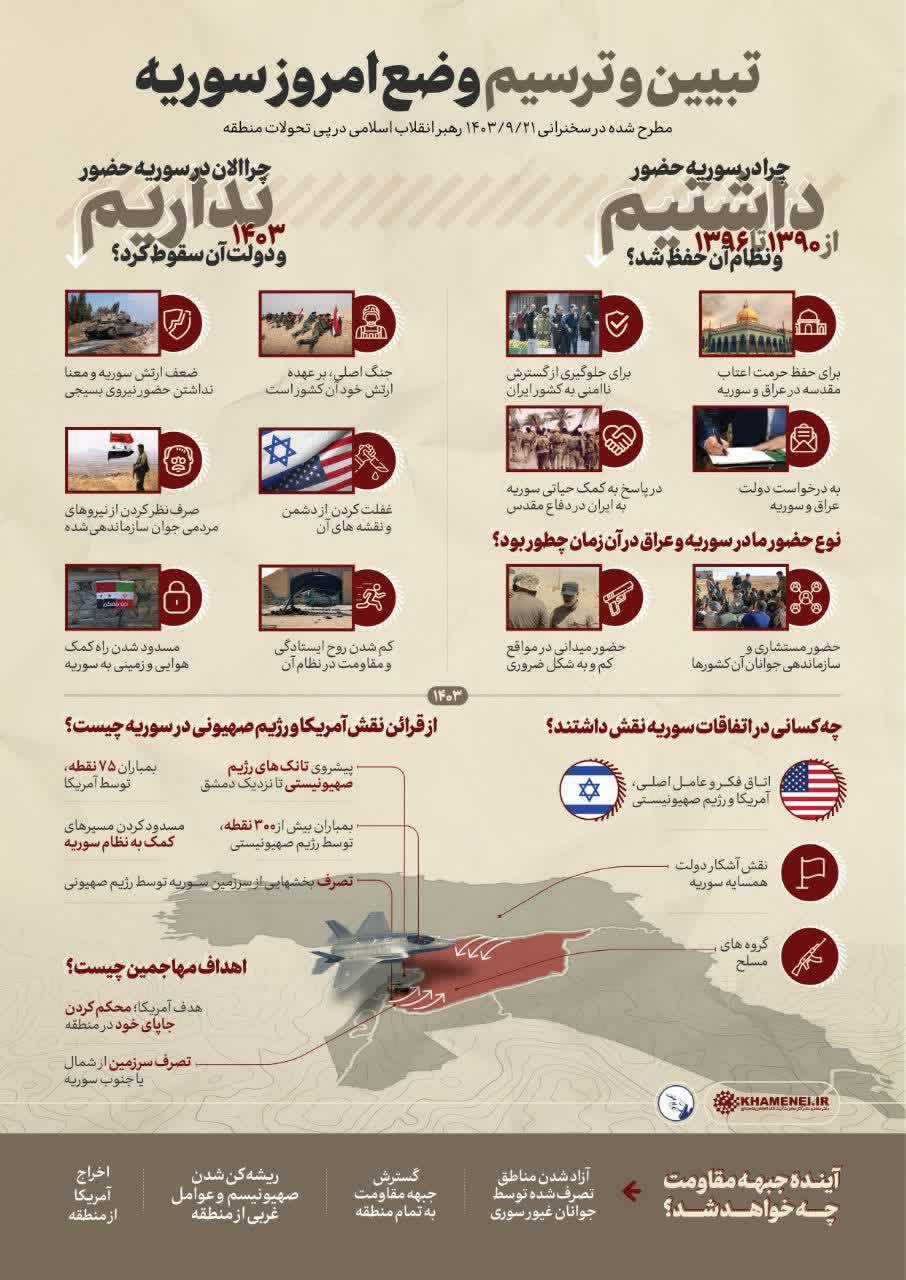 تبیین و ترسیم وضع امروز سوریه
مطرح شده در سخنرانی ۱۴۰۳/۹/۲۱ رهبر انقلاب اسلامی در پی تحولات منطقه
چرا در سوریه حضور
داشتیم
از ۱۳۹۰ تا ۱۳۹۶
و نظام آن حفظ شد؟
برای حفظ حرمت اعتاب
مقدسه در عراق و سوریه
برای جلوگیری از گسترش
ناامنی به کشور ایران
به درخواست دولت
عراق و سوریه
در پاسخ به کمک حیاتی سوریه
به ایران در دفاع مقدس
نوع حضور ما در سوریه و عراق در آن زمان چطور بود؟
حضور مستشاری و
سازماندهی جوانان آن کشورها
حضور میدانی در مواقع
کم و به شکل ضروری
چرا الان در سوریه حضور
نداریم
۱۴۰۳
و دولت آن سقوط کرد؟
جنگ اصلی، بر عهده
ارتش خود آن کشور است
ضعف ارتش سوریه و معنا
نداشتن حضور نیروی بسیجی
غفلت کردن از دشمن
و نقشه های آن
صرف نظر کردن از نیروهای
مردمی جوان سازماندهی‌شده
کم شدن روح ایستادگی
و مقاومت در نظام آن
مسدود شدن راه کمک
هوایی و زمینی به سوریه
۱۴۰۳
چه کسانی در اتفاقات سوریه نقش داشتند؟
اتـاق فکـر و عامـل اصلـی،
آمریکا و رژیم صهیونیستـی
نقش آشکار دولت
همسایه سوریه
گروه های
مسلح
از قرائن نقش آمریکا و رژیم صهیونی در سوریه چیست؟
پیشروی تانک‌های رژیم
صهیونیستی تا نزدیک دمشق
بمباران ۷۵ نقطه،
توسط آمریکا
بمباران بیش از ۳۰۰ نقطه،
توسط رژیم صهیونیستی
مسدود کردن مسیرهای
کمک به نظام سوریه
تصرف بخشهایی از سرزمین سـوریه توسط رژیم صهیونی
اهداف مهاجمین چیست؟
هدف آمریکا؛ محکم کردن
جاپای خود در منطقه
تصرف سرزمین از شمال
یا جنوب سوریه
KHAMENEI.IR
آینده جبهه مقاومت
چـه خواهـد شـد؟
آزاد شدن مناطق
تصرف شده توسط
جوانان غیور سوری
گسترش
جبهه مقاومت
به تمام منطقه
ریشه کن شدن
صهیونیسم و عوامل
غربی از منطقه
اخراج
آمریکا
از منطقه